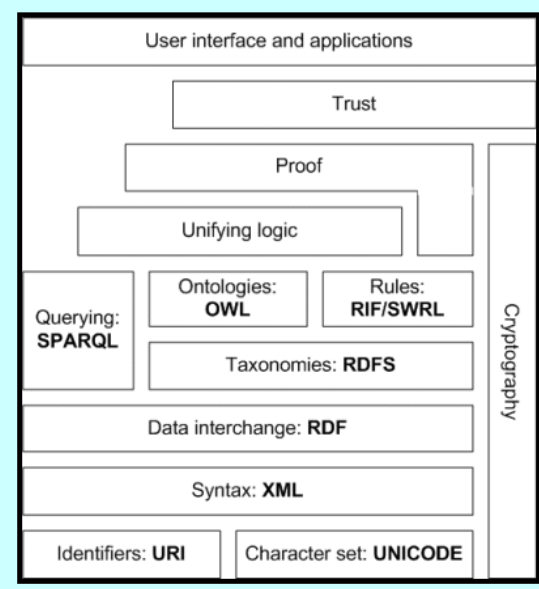 User interface and applications
Trust
Proof
Unifying logic
Querying:
SPARQL
Ontologies:
OWL
Rules:
RIF/SWRL
Taxonomies: RDFS
Data interchange: RDF
Syntax: XML
Identifiers: URI
Character set: UNICODE
Cryptography